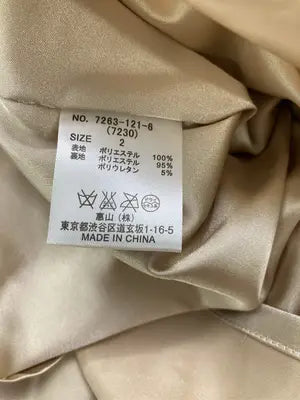 NO. 7263-121-6
(7230)
SIZE
2
表地 ポリエステル 100%
裏地 ポリエステル 95%
ポリウレタン 5%
恵山(株)
東京都渋谷区道玄坂1-16-5
MADE IN CHINA